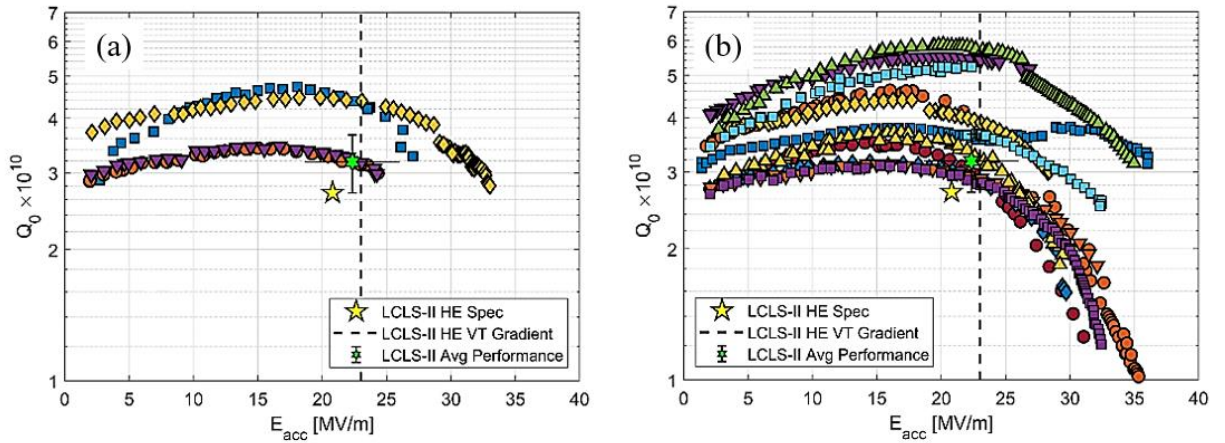 (a)
7
6
5
4
3
2
1
Q0 ×10^10
0 5 10 15 20 25 30 35 40
E_acc [MV/m]
LCLS-II HE Spec
LCLS-II HE VT Gradient
LCLS-II Avg Performance
(b)
7
6
5
4
3
2
1
Q0 ×10^10
0 5 10 15 20 25 30 35 40
E_acc [MV/m]
LCLS-II HE Spec
LCLS-II HE VT Gradient
LCLS-II Avg Performance